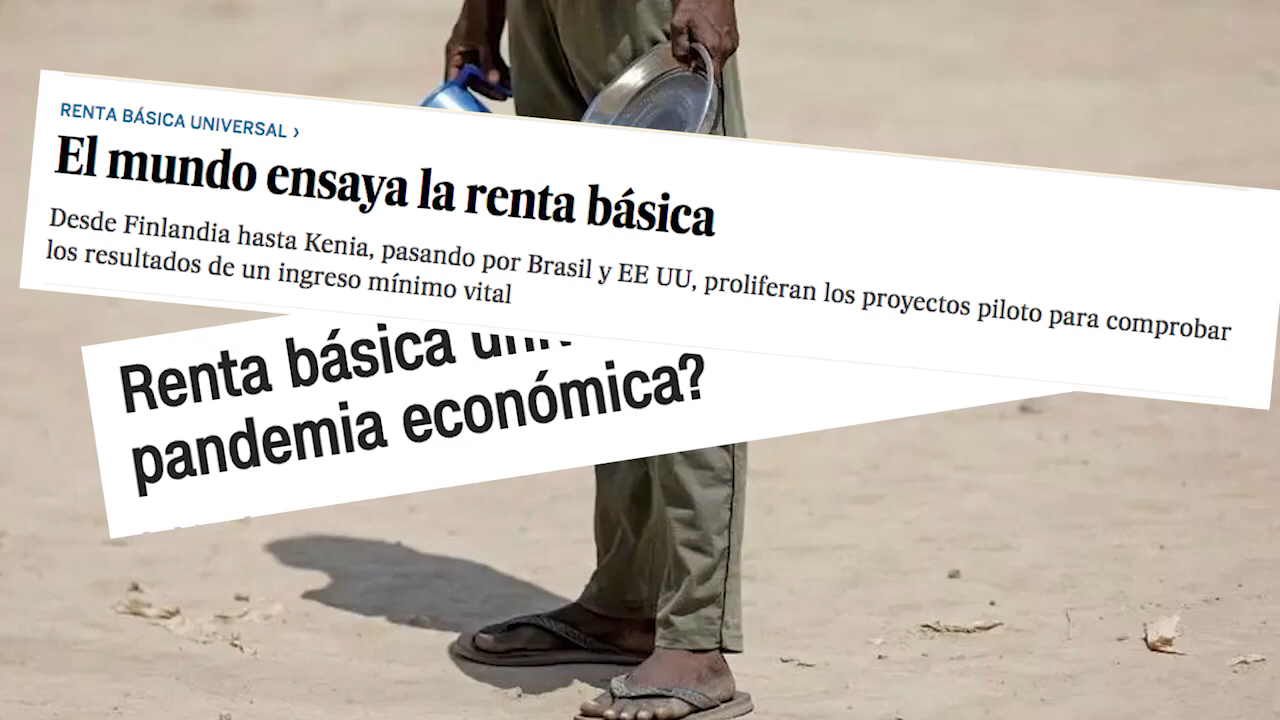 RENTA BÁSICA UNIVERSAL ›
El mundo ensaya la renta básica
Desde Finlandia hasta Kenia, pasando por Brasil y EE UU, proliferan los proyectos piloto para comprobar
los resultados de un ingreso mínimo vital
Renta básica
pandemia económica?